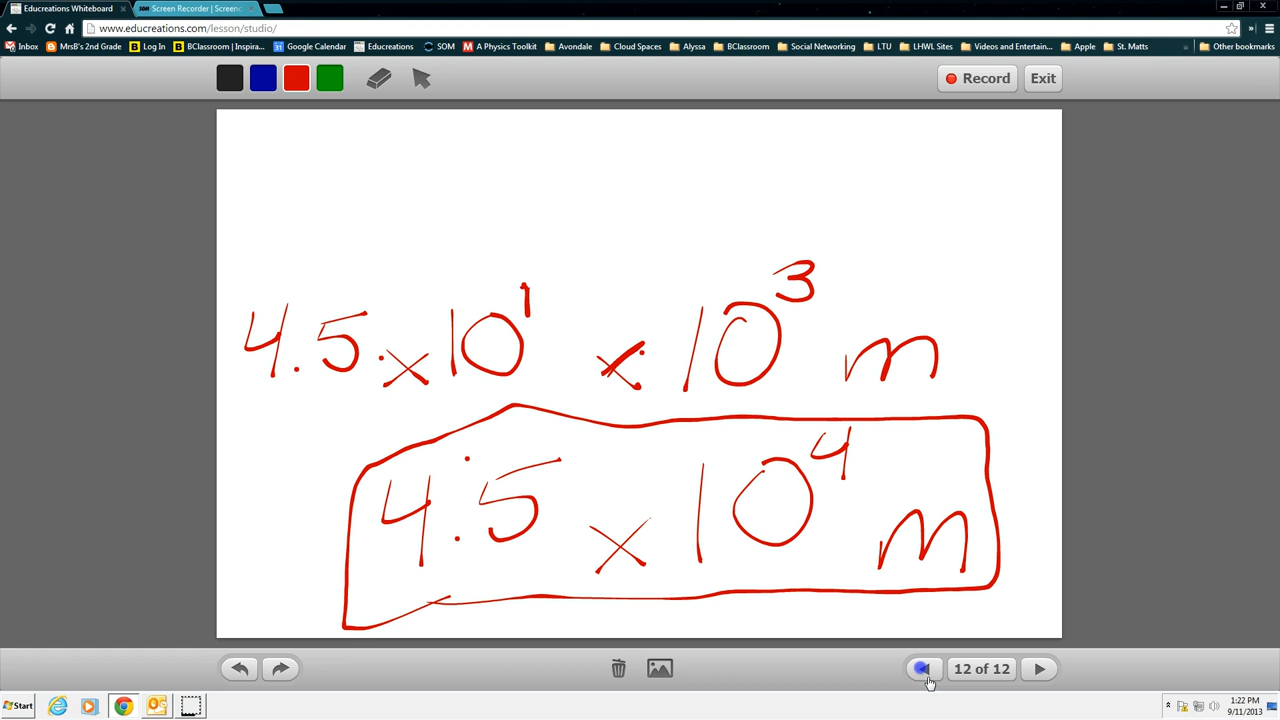 Educreations Whiteboard
Screen Recorder | Screenc
www.educreations.com/lesson/studio/
Inbox MrsB's 2nd Grade Log In BClassroom | Inspira... Google Calendar Educreations SOM A Physics Toolkit Avondale Cloud Spaces Alyssa BClassroom Social Networking LTU LHWL Sites Videos and Entertain... Apple St. Matts » Other bookmarks
Record Exit
4.5 x 10¹ x 10³ m
4.5 x 10⁴ m
12 of 12
Start
1:22 PM
9/11/2013